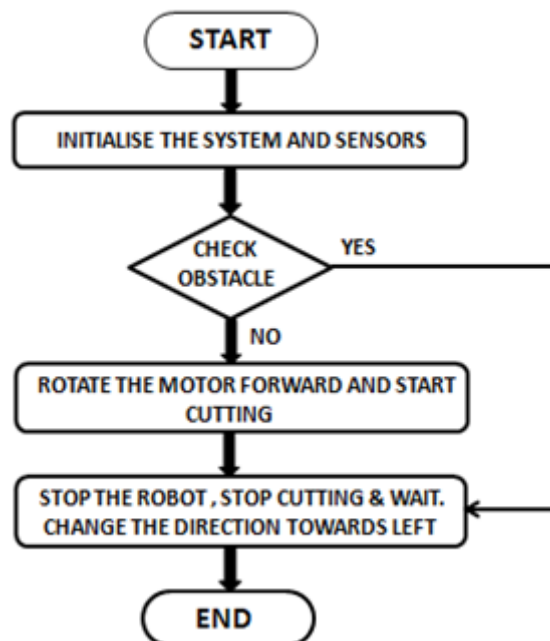 START
INITIALISE THE SYSTEM AND SENSORS
CHECK
OBSTACLE
YES
NO
ROTATE THE MOTOR FORWARD AND START
CUTTING
STOP THE ROBOT , STOP CUTTING & WAIT.
CHANGE THE DIRECTION TOWARDS LEFT
END